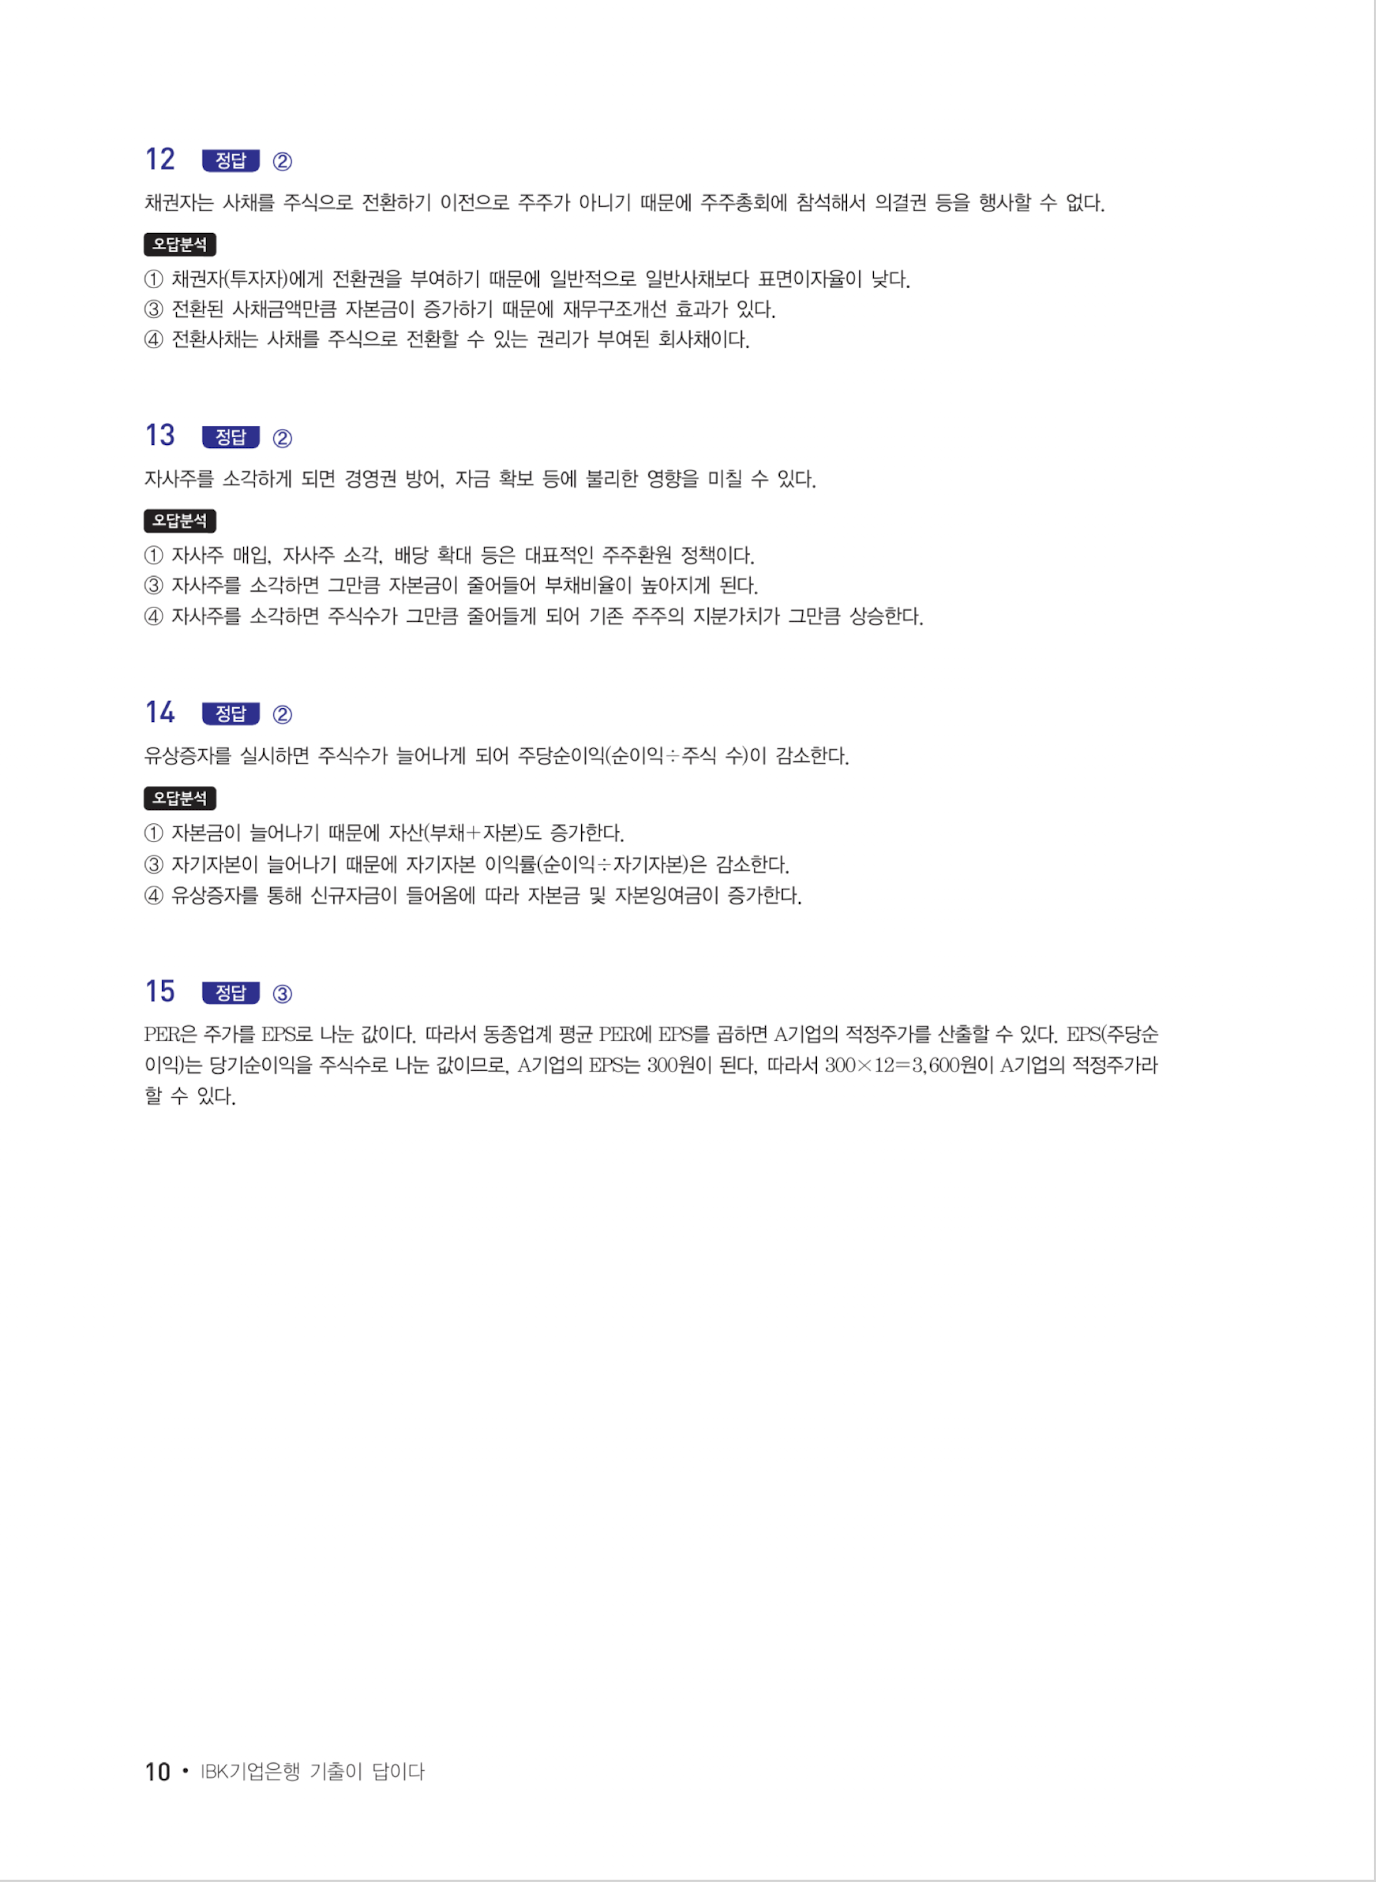 12 정답 ②
채권자는 사채를 주식으로 전환하기 이전으로 주주가 아니기 때문에 주주총회에 참석해서 의결권 등을 행사할 수 없다.
오답분석
① 채권자(투자자)에게 전환권을 부여하기 때문에 일반적으로 일반사채보다 표면이자율이 낮다.
③ 전환된 사채금액만큼 자본금이 증가하기 때문에 재무구조개선 효과가 있다.
④ 전환사채는 사채를 주식으로 전환할 수 있는 권리가 부여된 회사채이다.
13 정답 ②
자사주를 소각하게 되면 경영권 방어, 자금 확보 등에 불리한 영향을 미칠 수 있다.
오답분석
① 자사주 매입, 자사주 소각, 배당 확대 등은 대표적인 주주환원 정책이다.
③ 자사주를 소각하면 그만큼 자본금이 줄어들어 부채비율이 높아지게 된다.
④ 자사주를 소각하면 주식수가 그만큼 줄어들게 되어 기존 주주의 지분가치가 그만큼 상승한다.
14 정답 ②
유상증자를 실시하면 주식수가 늘어나게 되어 주당순이익(순이익÷주식 수)이 감소한다.
오답분석
① 자본금이 늘어나기 때문에 자산(부채+자본)도 증가한다.
③ 자기자본이 늘어나기 때문에 자기자본 이익률(순이익÷자기자본)은 감소한다.
④ 유상증자를 통해 신규자금이 들어옴에 따라 자본금 및 자본잉여금이 증가한다.
15 정답 ③
PER은 주가를 EPS로 나눈 값이다. 따라서 동종업계 평균 PER에 EPS를 곱하면 A기업의 적정주가를 산출할 수 있다. EPS(주당순
이익)는 당기순이익을 주식수로 나눈 값이므로, A기업의 EPS는 300원이 된다, 따라서 300×12=3,600원이 A기업의 적정주가라
할 수 있다.
10 • IBK기업은행 기출이 답이다